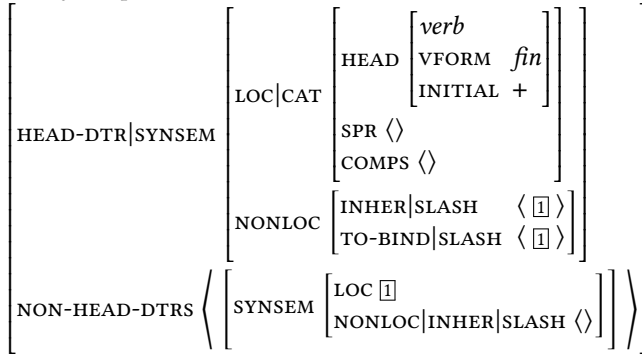 HEAD-DTR|SYNSEM
LOC|CAT
HEAD
verb
VFORM fin
INITIAL +
SPR ⟨⟩
COMPS ⟨⟩
NONLOC
INHER|SLASH ⟨ 1 ⟩
TO-BIND|SLASH ⟨ 1 ⟩
NON-HEAD-DTRS ⟨ [ SYNSEM
LOC 1
NONLOC|INHER|SLASH ⟨⟩ ] ⟩